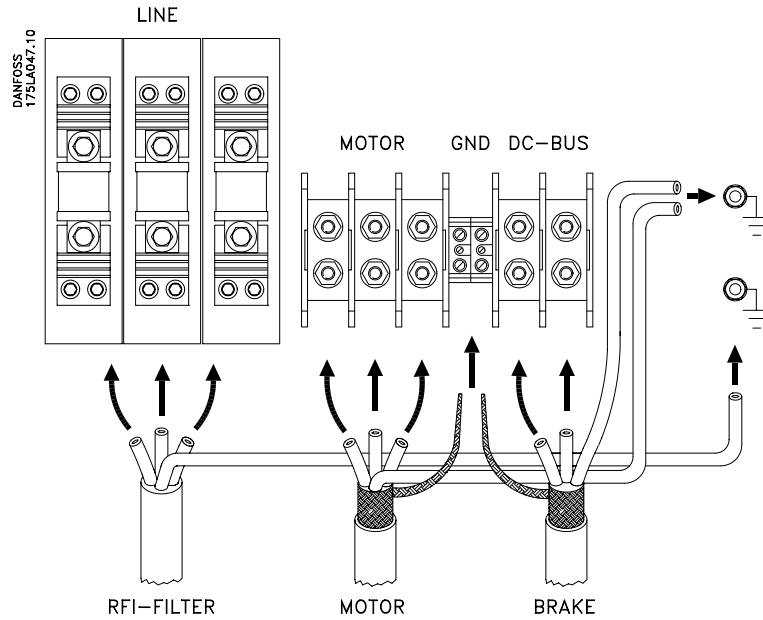 LINE
DANFOSS
175LA047.10
MOTOR GND DC-BUS
RFI-FILTER MOTOR BRAKE